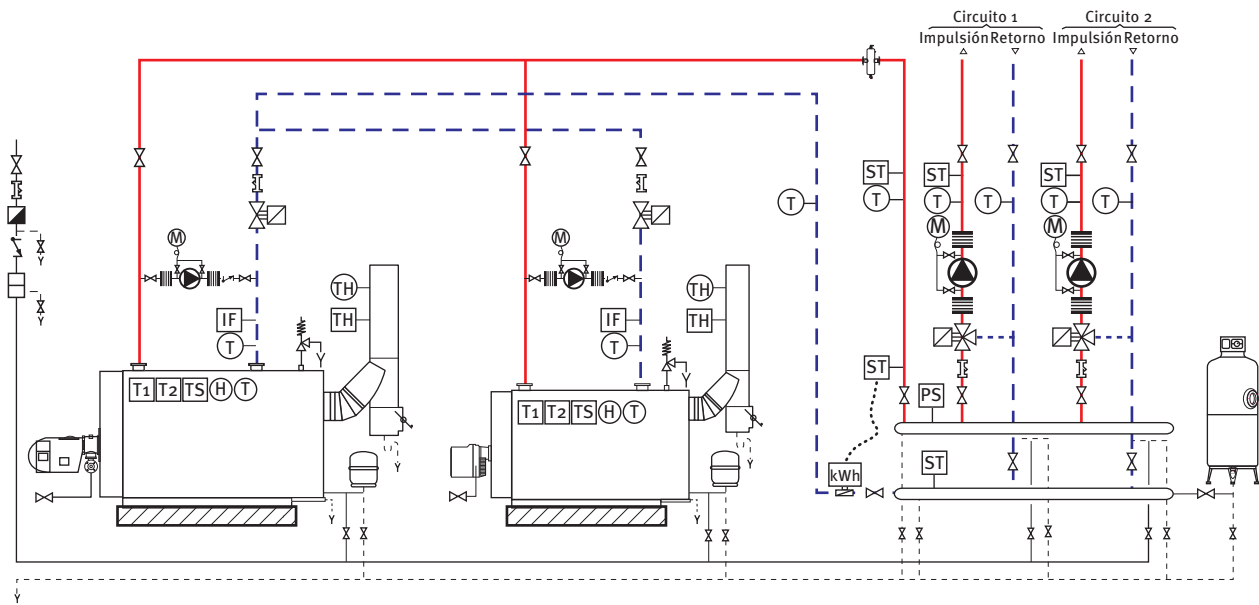 Circuito 1 Circuito 2
Impulsión Retorno Impulsión Retorno
ST ST ST
T T T T T T
M M
M M
TH TH
IF TH IF TH
T T
ST
T1 T2 TS H T
T1 T2 TS H T
PS
kWh ST